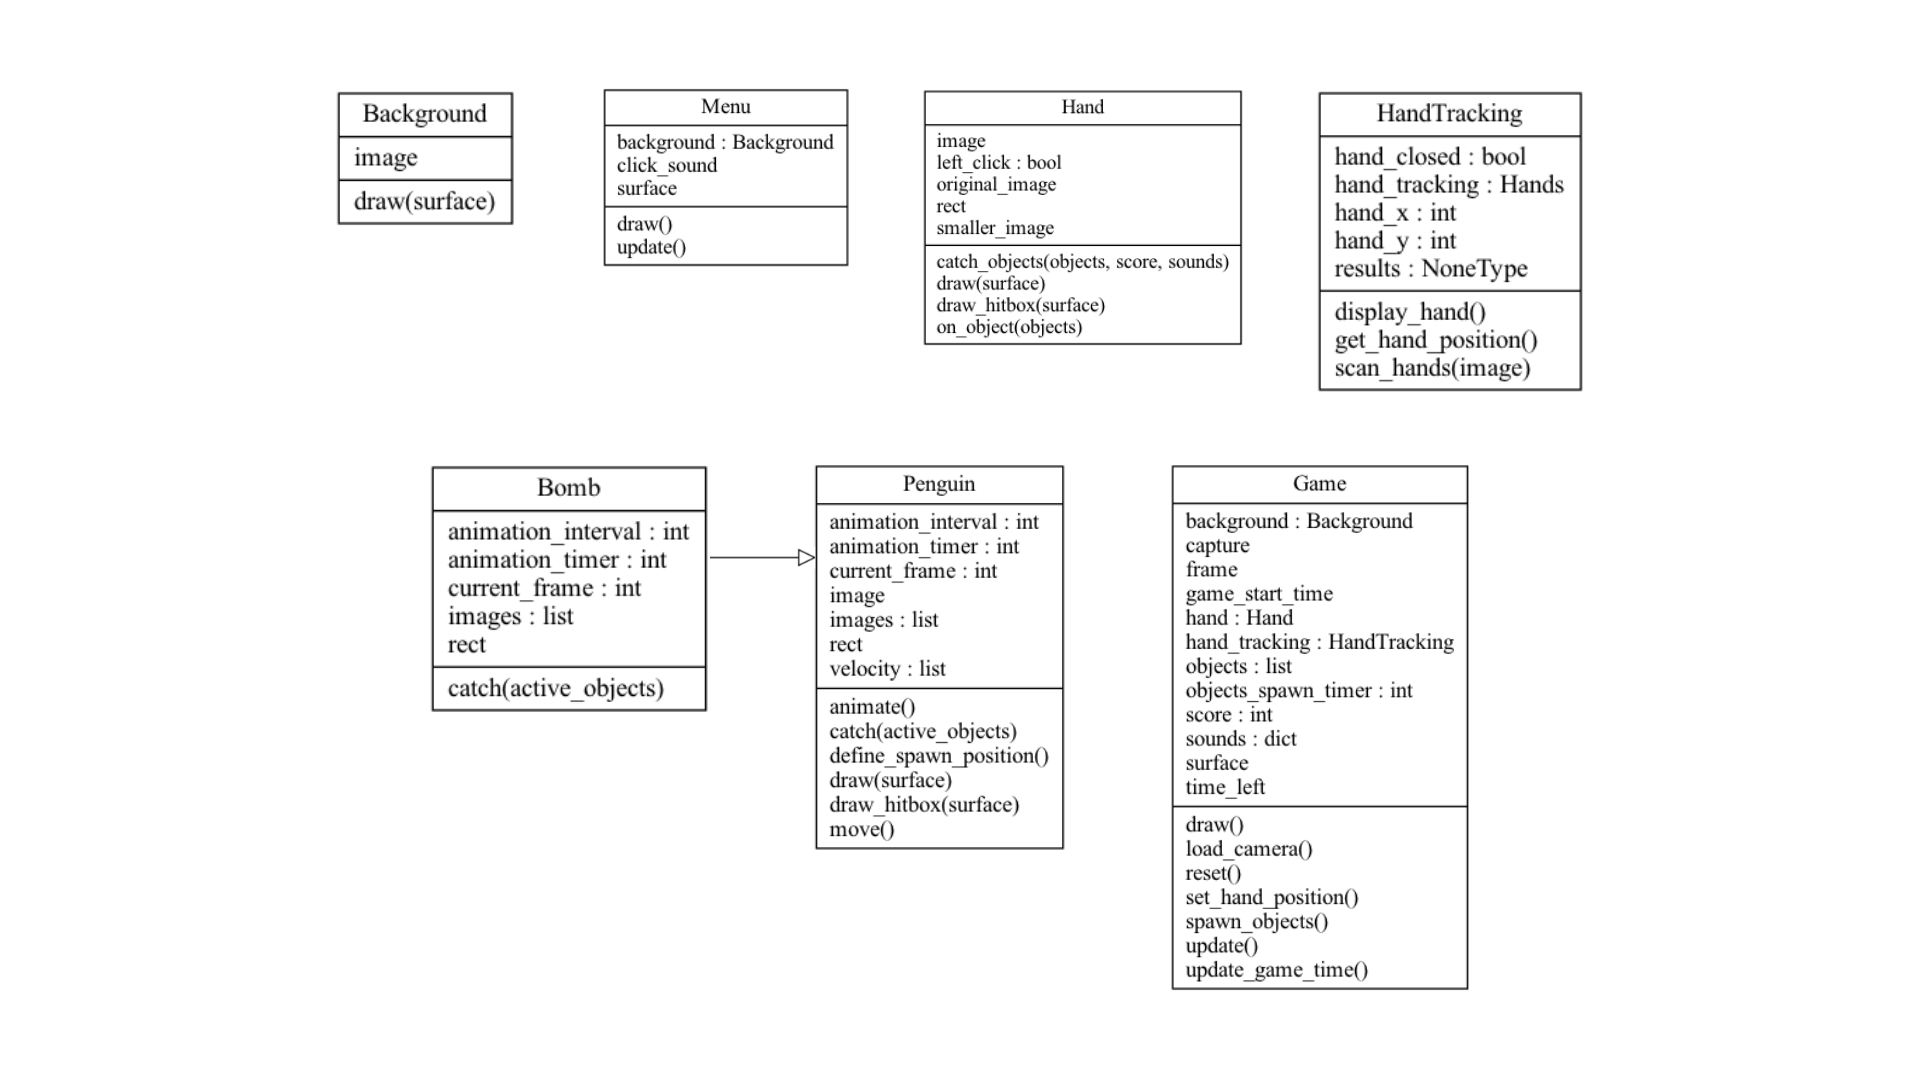 Background
image
draw(surface)
Menu
background : Background
click_sound
surface
draw()
update()
Hand
image
left_click : bool
original_image
rect
smaller_image
catch_objects(objects, score, sounds)
draw(surface)
draw_hitbox(surface)
on_object(objects)
HandTracking
hand_closed : bool
hand_tracking : Hands
hand_x : int
hand_y : int
results : NoneType
display_hand()
get_hand_position()
scan_hands(image)
Bomb
animation_interval : int
animation_timer : int
current_frame : int
images : list
rect
catch(active_objects)
Penguin
animation_interval : int
animation_timer : int
current_frame : int
image
images : list
rect
velocity : list
animate()
catch(active_objects)
define_spawn_position()
draw(surface)
draw_hitbox(surface)
move()
Game
background : Background
capture
frame
game_start_time
hand : Hand
hand_tracking : HandTracking
objects : list
objects_spawn_timer : int
score : int
sounds : dict
surface
time_left
draw()
load_camera()
reset()
set_hand_position()
spawn_objects()
update()
update_game_time()